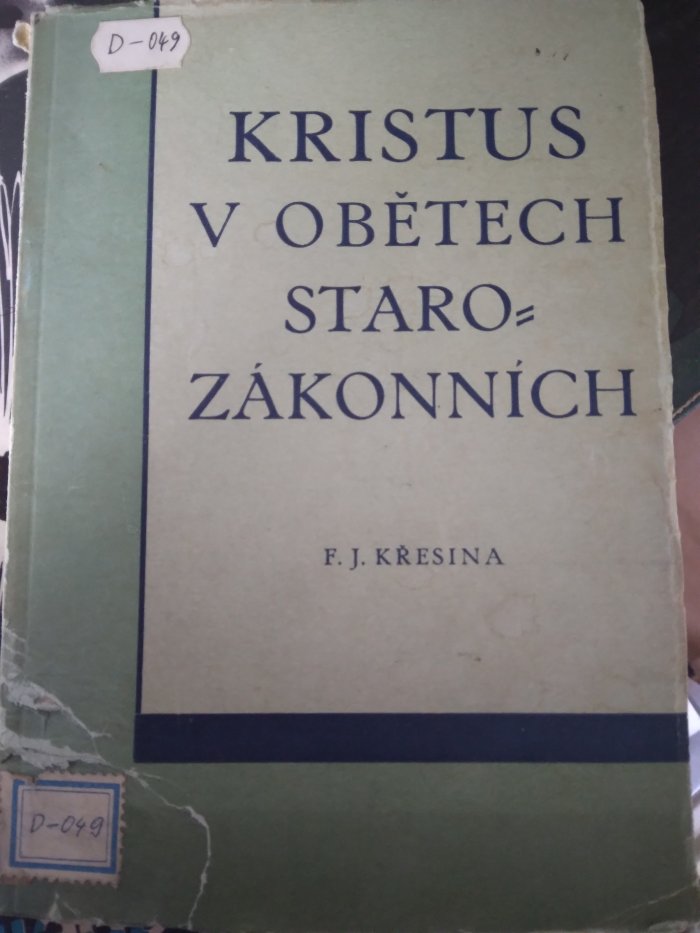 D-049
KRISTUS
V OBĚTECH
STARO=
ZÁKONNÍCH
F. J. KŘESINA
D-049